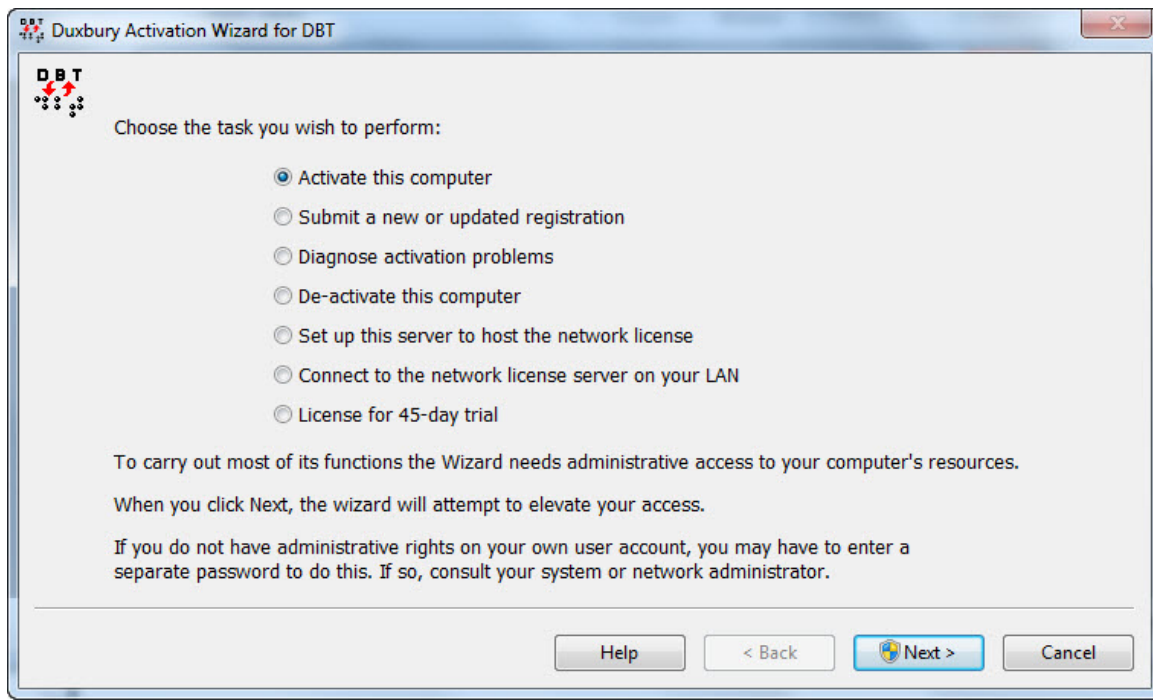 DBT Duxbury Activation Wizard for DBT
DBT
Choose the task you wish to perform:
Activate this computer
Submit a new or updated registration
Diagnose activation problems
De-activate this computer
Set up this server to host the network license
Connect to the network license server on your LAN
License for 45-day trial
To carry out most of its functions the Wizard needs administrative access to your computer's resources.
When you click Next, the wizard will attempt to elevate your access.
If you do not have administrative rights on your own user account, you may have to enter a
separate password to do this. If so, consult your system or network administrator.
Help < Back Next > Cancel